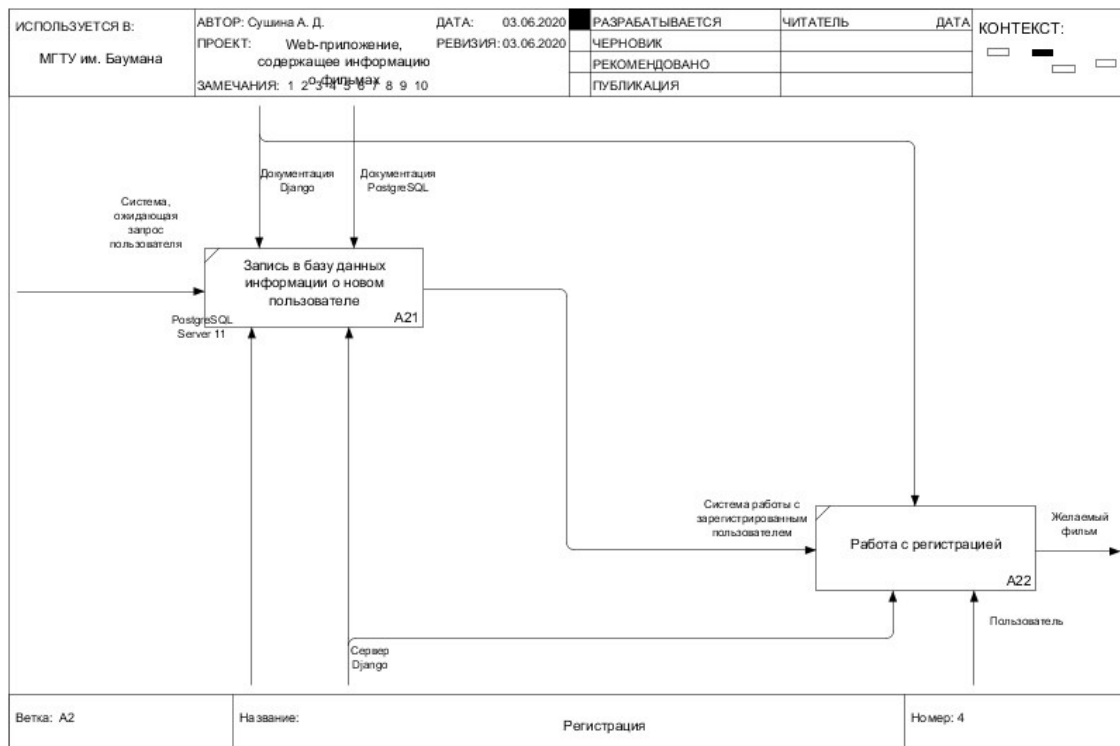 ИСПОЛЬЗУЕТСЯ В:
МГТУ им. Баумана
АВТОР: Сушина А. Д.
ДАТА: 03.06.2020
ПРОЕКТ: Web-приложение,
содержащее информацию
о фильмах
РЕВИЗИЯ: 03.06.2020
ЗАМЕЧАНИЯ: 1 2 3 4 5 6 7 8 9 10
РАЗРАБАТЫВАЕТСЯ
ЧЕРНОВИК
РЕКОМЕНДОВАНО
ПУБЛИКАЦИЯ
ЧИТАТЕЛЬ
ДАТА
КОНТЕКСТ:
Документация
Django
Документация
PostgreSQL
Система,
ожидающая
запрос
пользователя
Запись в базу данных
информации о новом
пользователе
A21
PostgreSQL
Server 11
Система работы с
зарегистрированным
пользователем
Работа с регистрацией
A22
Желаемый
фильм
Пользователь
Сервер
Django
Ветка: A2
Название:
Регистрация
Номер: 4